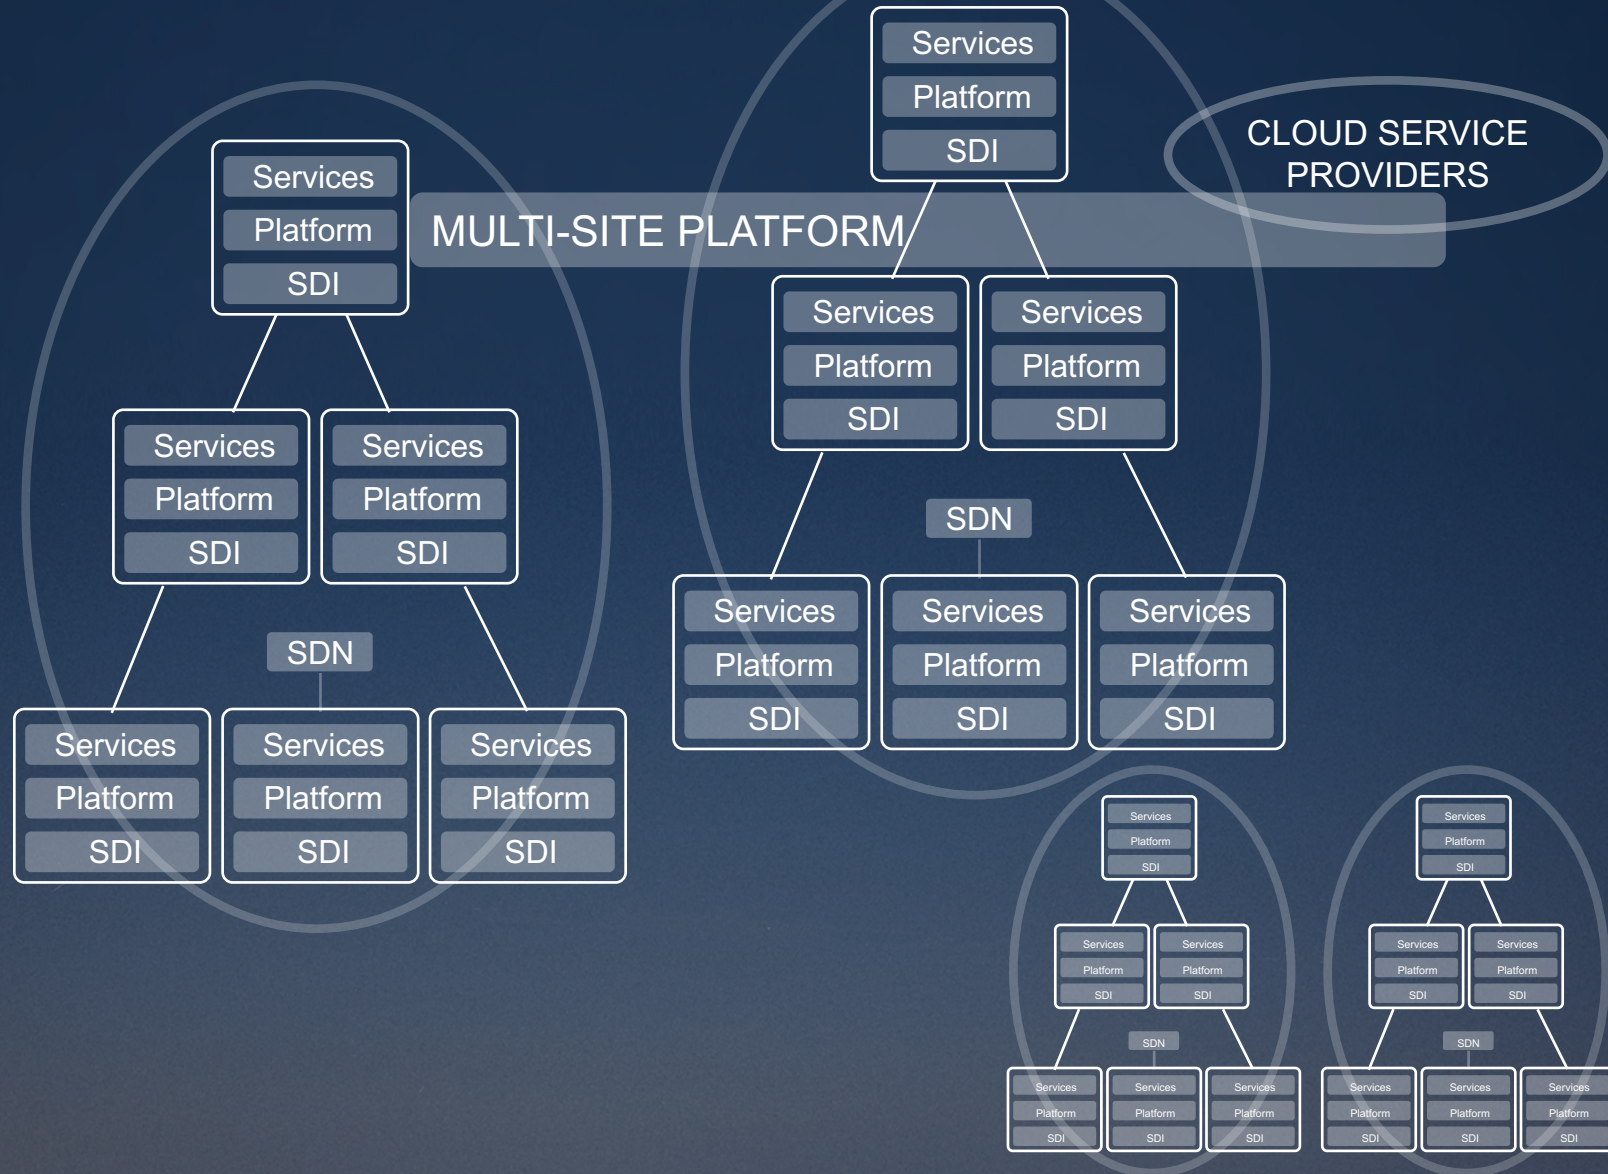 Services
Platform
SDI
CLOUD SERVICE
PROVIDERS
MULTI-SITE PLATFORM
Services
Platform
SDI
Services
Platform
SDI
Services
Platform
SDI
SDN
Services
Platform
SDI
Services
Platform
SDI
Services
Platform
SDI
Services
Platform
SDI
Services
Platform
SDI
SDN
Services
Platform
SDI
Services
Platform
SDI
Services
Platform
SDI
Services
Platform
SDI
Services
Platform
SDI
Services
Platform
SDI
SDN
Services
Platform
SDI
Services
Platform
SDI
Services
Platform
SDI
Services
Platform
SDI
Services
Platform
SDI
Services
Platform
SDI
SDN
Services
Platform
SDI
Services
Platform
SDI
Services
Platform
SDI